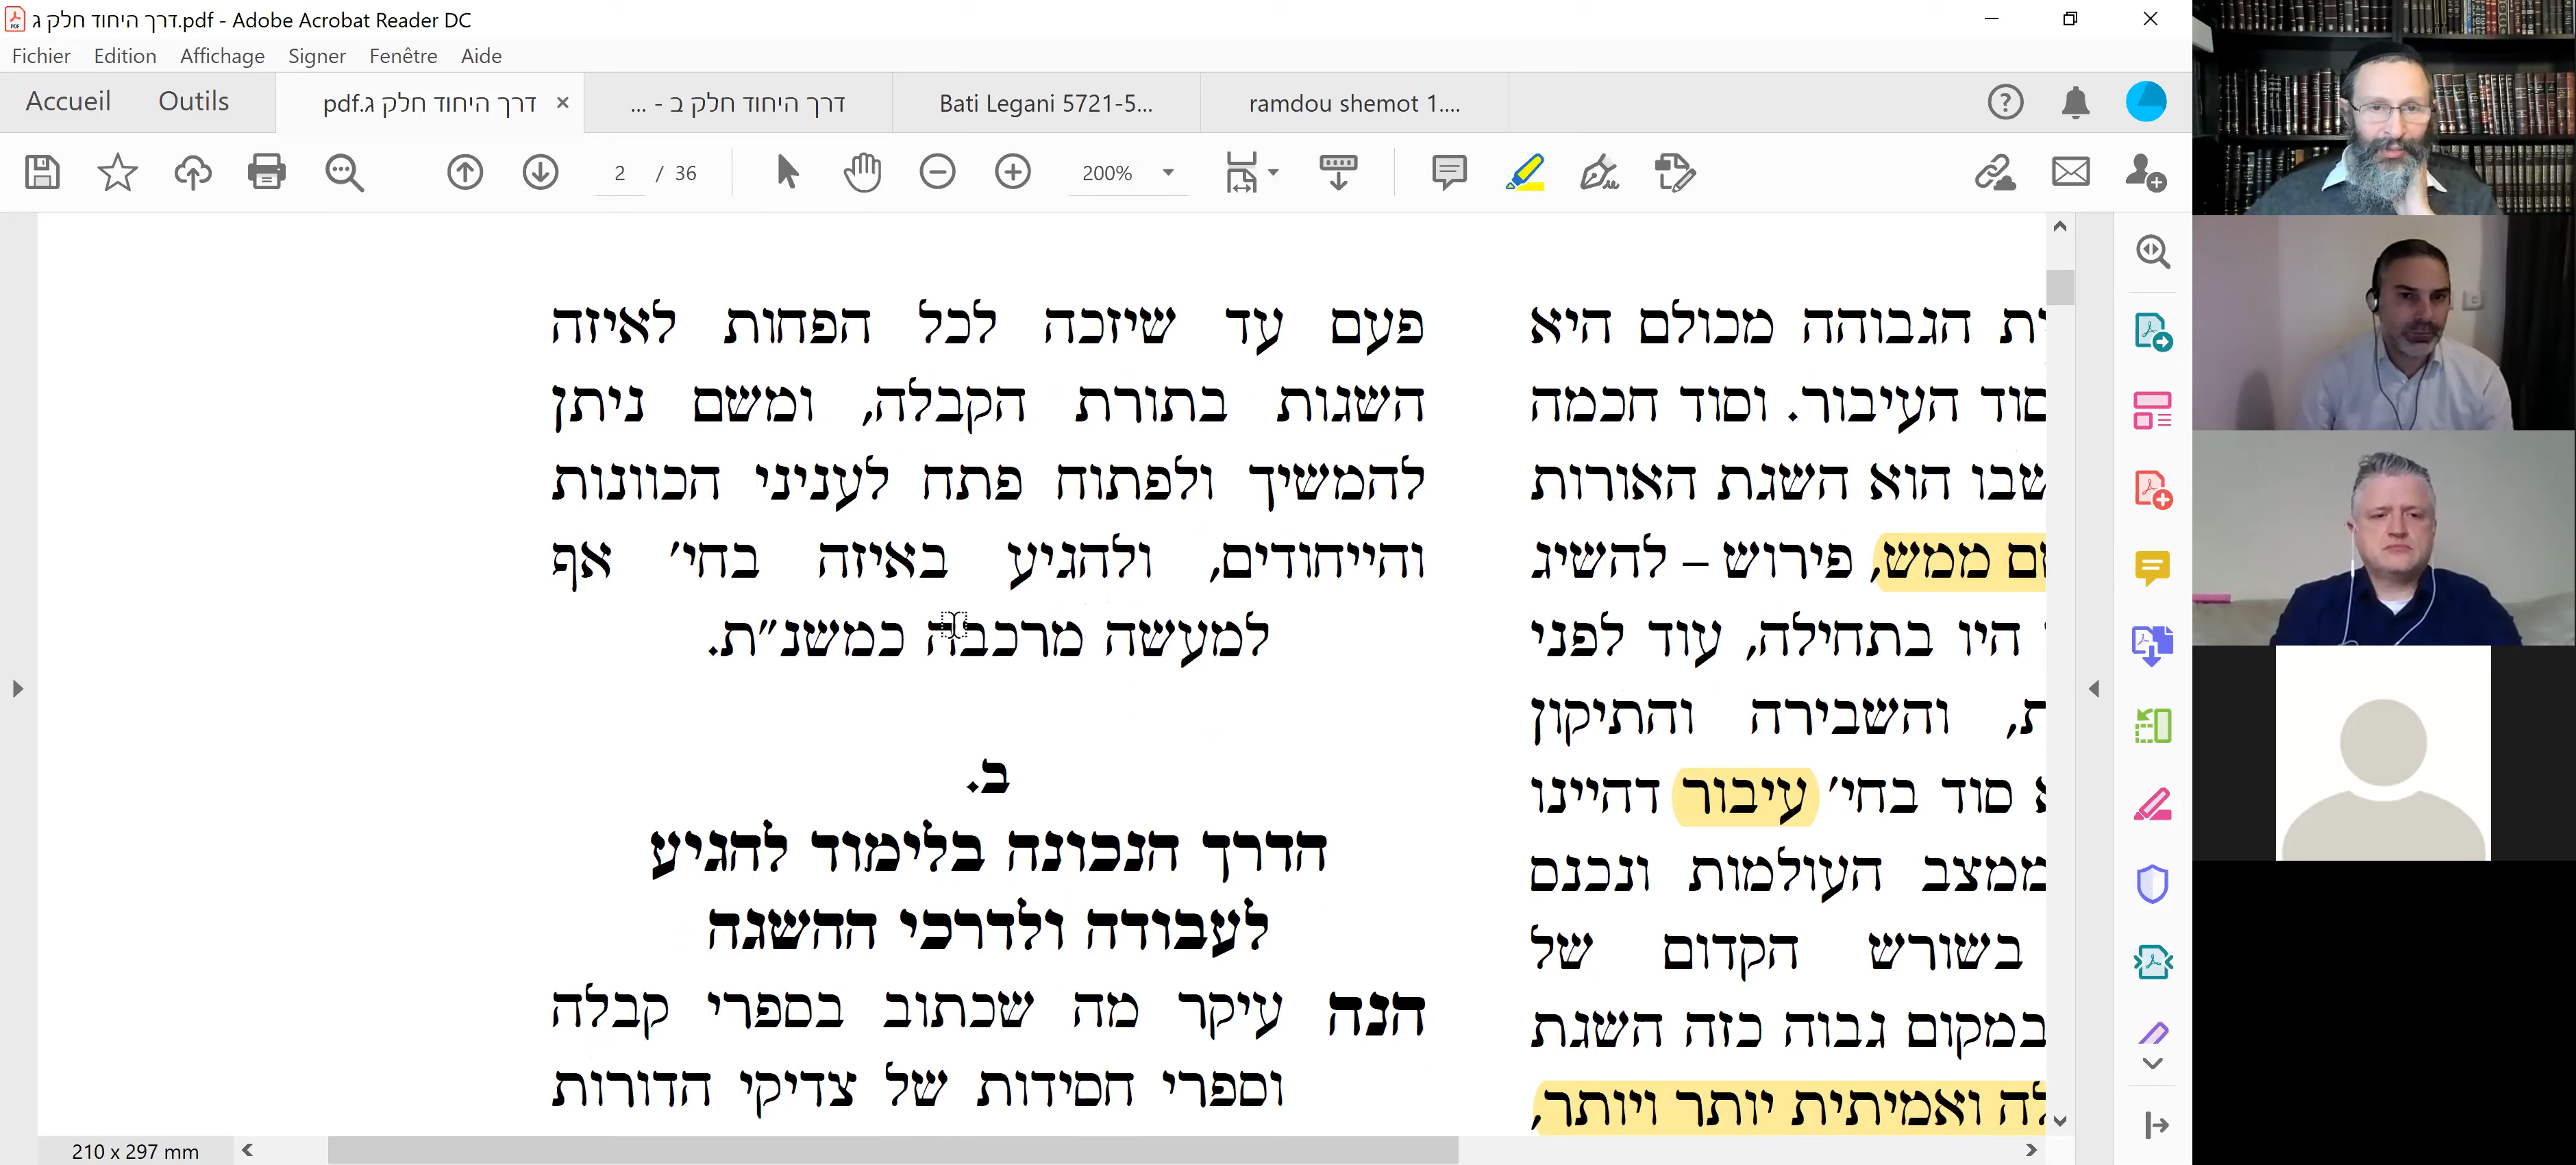 דרך היחוד חלק ג.pdf - Adobe Acrobat Reader DC
Fichier Edition Affichage Signer Fenêtre Aide
Accueil Outils דרך היחוד חלק ג.pdf דרך היחוד חלק ב - ... Bati Legani 5721-5... ramdou shemot 1....
2 / 36 200%
ת הגבוהה מכולם היא
סוד העיבור. וסוד חכמה
שבו הוא השגת האורות
ם ממש, פירוש – להשיג
היו בתחילה, עוד לפני
ת, והשבירה והתיקון
סוד בחי' עיבור דהיינו
ממצב העולמות ונכנס
בשורש הקדום של
במקום גבוה כזה השגת
לה ואמיתית יותר ויותר,
פעם עד שיזכה לכל הפחות לאיזה
השגות בתורת הקבלה, ומשם ניתן
להמשיך ולפתוח פתח לעניני הכוונות
והייחודים, ולהגיע באיזה בחי' אף
למעשה מרכבה כמשנ"ת.
ב.
הדרך הנכונה בלימוד להגיע
לעבודה ולדרכי ההשגה
הנה עיקר מה שכתוב בספרי קבלה
וספרי חסידות של צדיקי הדורות
210 x 297 mm